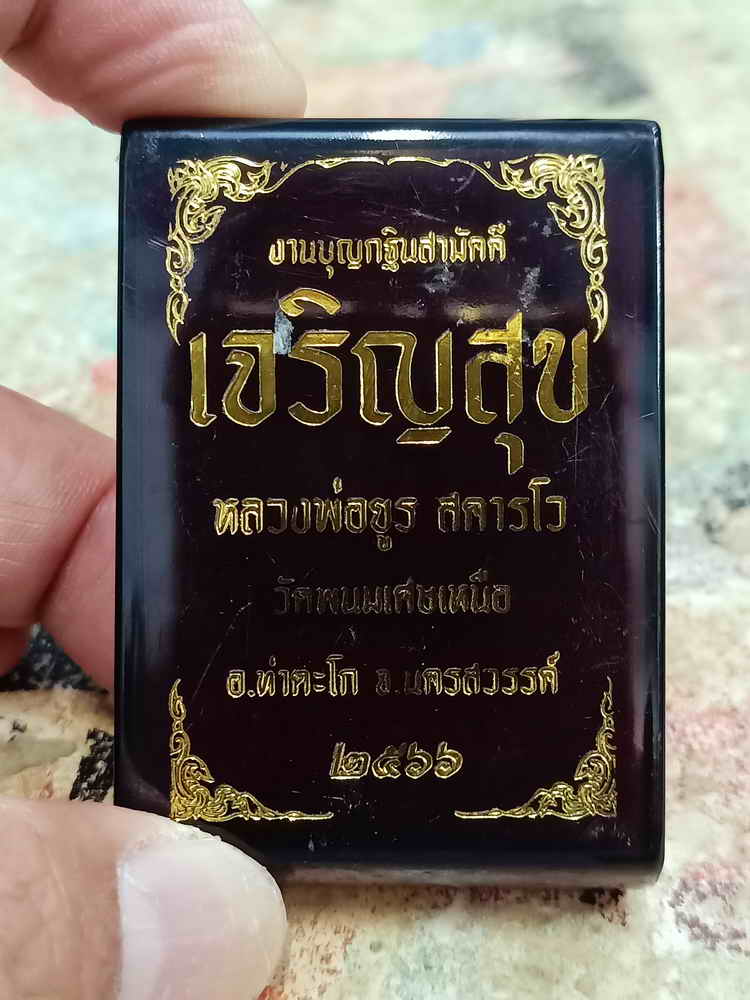 งานบุญกฐินสามัคคี
เจริญสุข
หลวงพ่อขูร สคารโว
วัดพนมเศษเหนือ
อ.ท่าตะโก จ.นครสวรรค์
๒๕๖๖